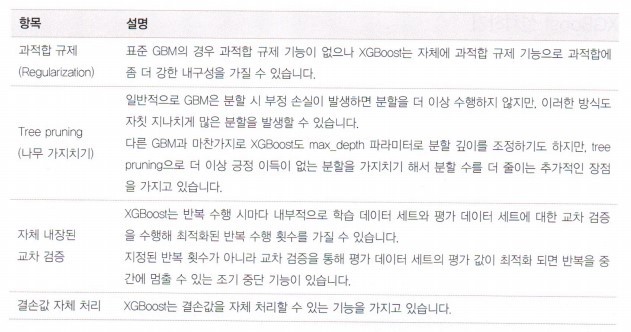 항목 설명
과적합 규제 표준 GBM의 경우 과적합 규제 기능이 없으나 XGBoost는 자체에 과적합 규제 기능으로 과적합에
(Regularization) 좀 더 강한 내구성을 가질 수 있습니다.
일반적으로 GBM은 분할 시 부정 손실이 발생하면 분할을 더 이상 수행하지 않지만, 이러한 방식도
자칫 지나치게 많은 분할을 발생할 수 있습니다.
Tree pruning
(나무 가지치기)
다른 GBM과 마찬가지로 XGBoost도 max_depth 파라미터로 분할 깊이를 조정하기도 하지만, tree
pruning으로 더 이상 긍정 이득이 없는 분할을 가지치기 해서 분할 수를 더 줄이는 추가적인 장점
을 가지고 있습니다.
XGBoost는 반복 수행 시마다 내부적으로 학습 데이터 세트와 평가 데이터 세트에 대한 교차 검증
을 수행해 최적화된 반복 수행 횟수를 가질 수 있습니다.
자체 내장된
교차 검증
지정된 반복 횟수가 아니라 교차 검증을 통해 평가 데이터 세트의 평가 값이 최적화 되면 반복을 중
간에 멈출 수 있는 조기 중단 기능이 있습니다.
결손값 자체 처리 XGBoost는 결손값을 자체 처리할 수 있는 기능을 가지고 있습니다.